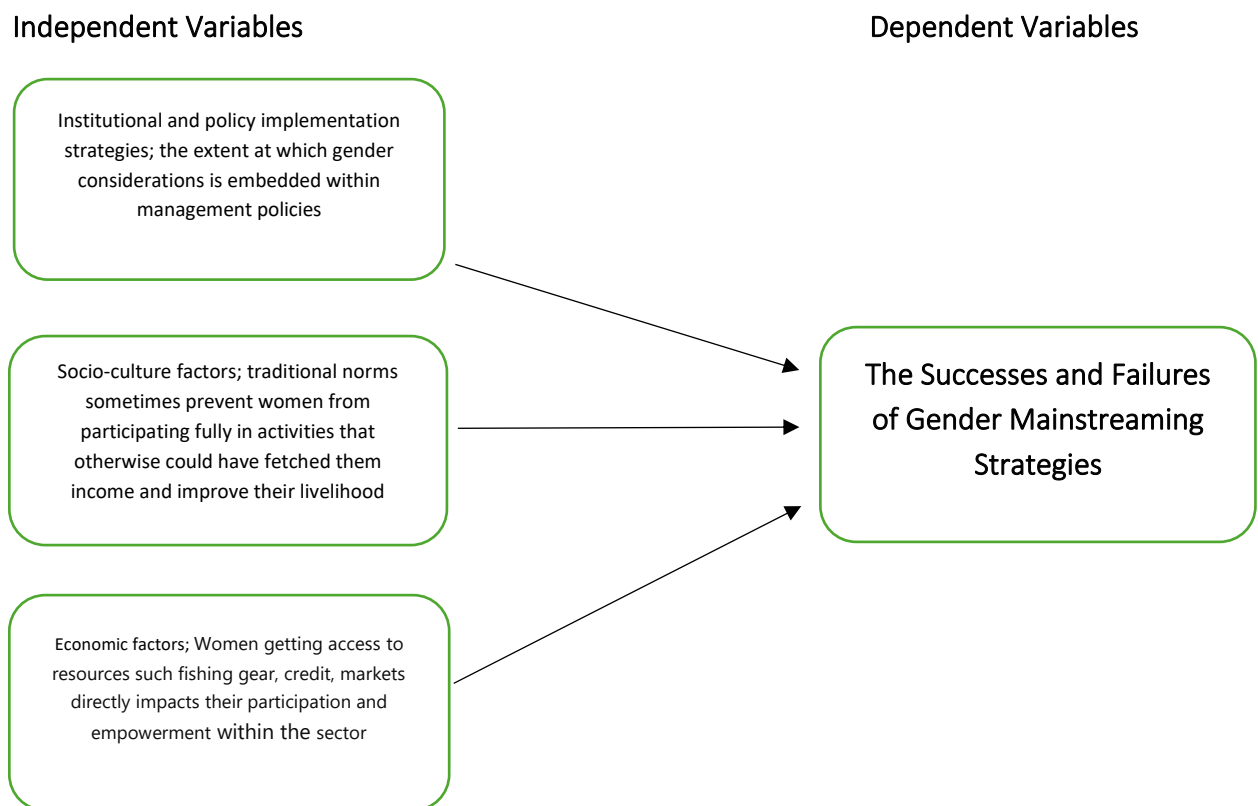 Independent Variables
Dependent Variables
Institutional and policy implementation
strategies; the extent at which gender
considerations is embedded within
management policies
Socio-culture factors; traditional norms
sometimes prevent women from
participating fully in activities that
otherwise could have fetched them
income and improve their livelihood
Economic factors; Women getting access to
resources such fishing gear, credit, markets
directly impacts their participation and
empowerment within the sector
The Successes and Failures
of Gender Mainstreaming
Strategies